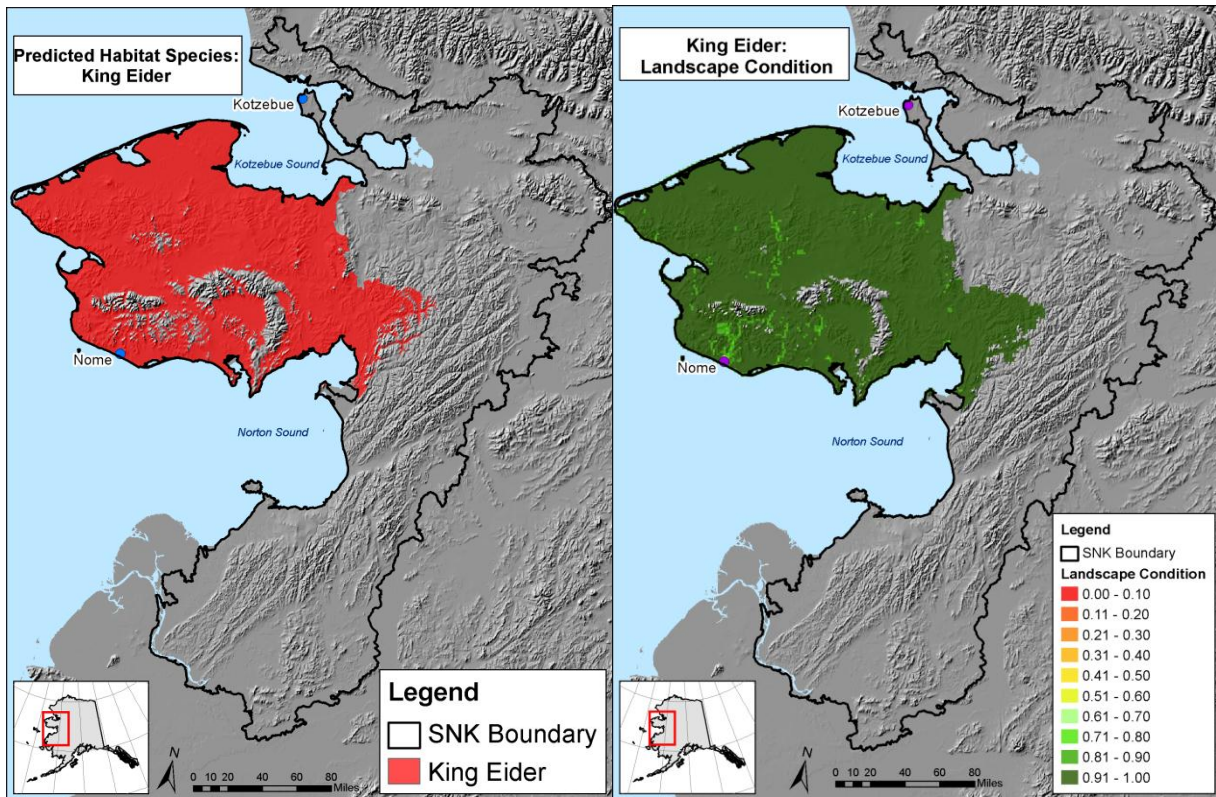 Predicted Habitat Species:
King Eider
Kotzebue
Kotzebue Sound
Nome
Norton Sound
Legend
SNK Boundary
King Eider
N
0 10 20 40 60 80
Miles
King Eider:
Landscape Condition
Kotzebue
Kotzebue Sound
Nome
Norton Sound
Legend
SNK Boundary
Landscape Condition
0.00 - 0.10
0.11 - 0.20
0.21 - 0.30
0.31 - 0.40
0.41 - 0.50
0.51 - 0.60
0.61 - 0.70
0.71 - 0.80
0.81 - 0.90
0.91 - 1.00
N
0 10 20 40 60 80
Miles